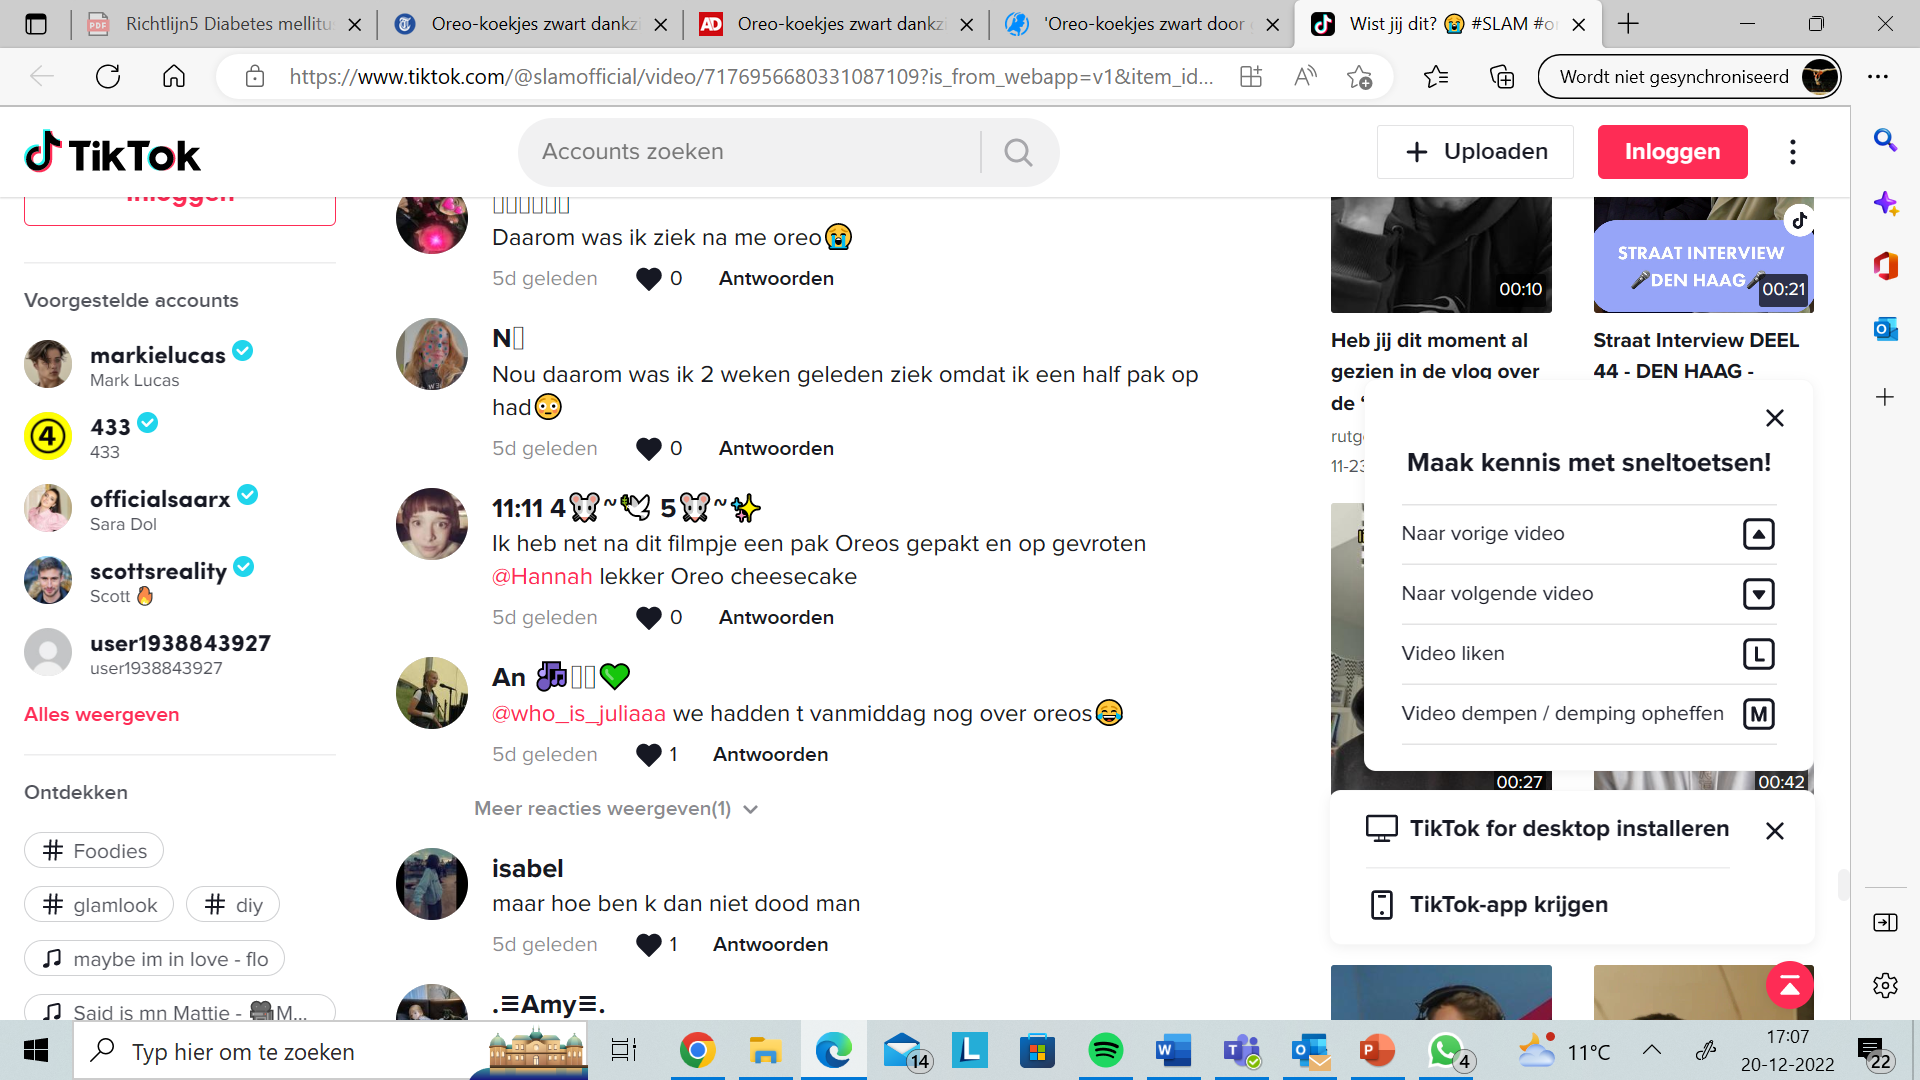 Richtlijn5 Diabetes mellitus
Oreo-koekjes zwart dankzi
Oreo-koekjes zwart dankzi
'Oreo-koekjes zwart door g
Wist jij dit? 😭 #SLAM #or
https://www.tiktok.com/@slamofficial/video/7176956680331087109?is_from_webapp=v1&item_id...
Wordt niet gesynchroniseerd
TikTok
Accounts zoeken
Uploaden
Inloggen
Inloggen
Voorgestelde accounts
markielucas
Mark Lucas
433
433
officialsaarx
Sara Dol
scottsreality
Scott 🔥
user1938843927
user1938843927
Alles weergeven
Ontdekken
# Foodies
# glamlook
# diy
maybe im in love - flo
Said is mn Mattie - 🎥M...
Daarom was ik ziek na me oreo😭
5d geleden 0 Antwoorden
N
Nou daarom was ik 2 weken geleden ziek omdat ik een half pak op
had😳
5d geleden 0 Antwoorden
11:11 4🐭~🕊 5🐭~✨
Ik heb net na dit filmpje een pak Oreos gepakt en op gevroten
@Hannah lekker Oreo cheesecake
5d geleden 0 Antwoorden
An 🎶💚
@who_is_juliaaa we hadden t vanmiddag nog over oreos😂
5d geleden 1 Antwoorden
Meer reacties weergeven(1)
isabel
maar hoe ben k dan niet dood man
5d geleden 1 Antwoorden
.≡Amy≡.
00:10
STRAAT INTERVIEW
🎤DEN HAAG🎤
00:21
Heb jij dit moment al
gezien in de vlog over
de ‘
rutg
11-23
Straat Interview DEEL
44 - DEN HAAG -
Maak kennis met sneltoetsen!
Naar vorige video
Naar volgende video
Video liken L
Video dempen / demping opheffen M
00:27
00:42
TikTok for desktop installeren
TikTok-app krijgen
Typ hier om te zoeken
14
4
11°C
17:07
20-12-2022
22